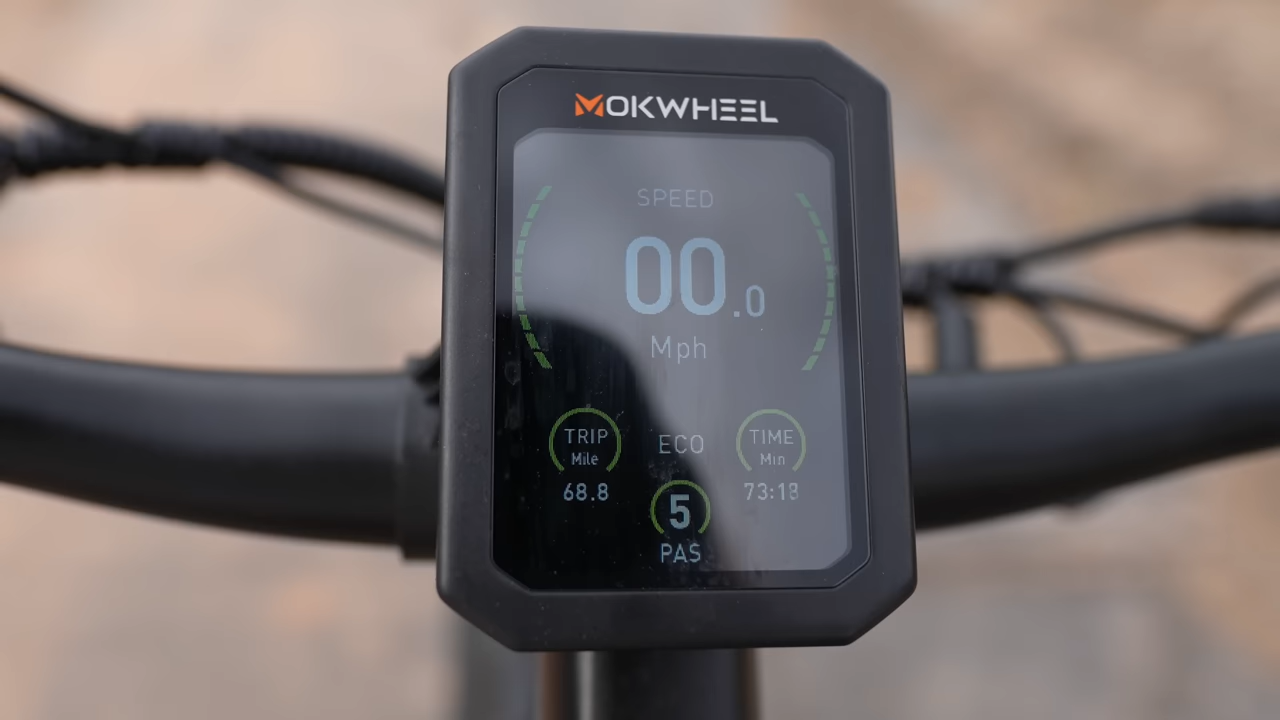 MOKWHEEL
SPEED
00.0
Mph
TRIP
Mile
68.8
ECO
TIME
Min
73:18
5
PAS